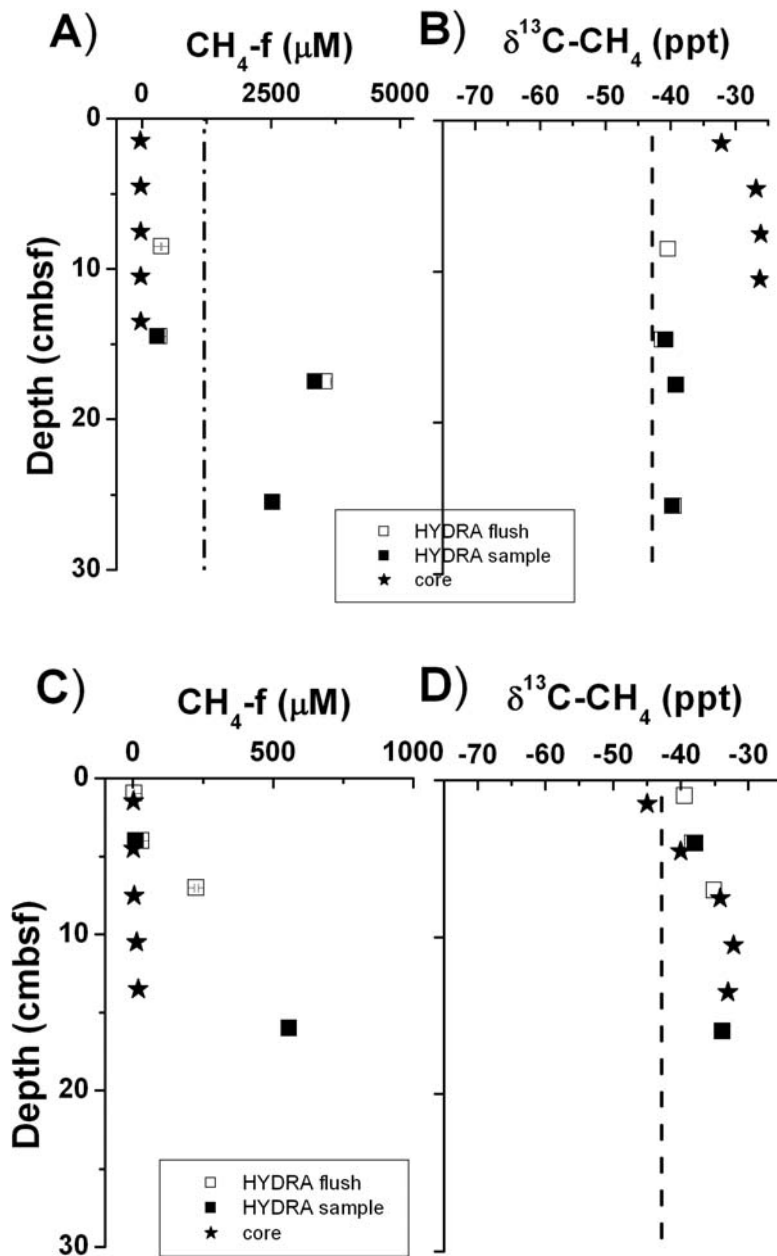 A) CH₄-f (μM)
0 2500 5000
Depth (cmbsf)
0
10
20
30
B) δ¹³C-CH₄ (ppt)
-70 -60 -50 -40 -30
HYDRA flush
HYDRA sample
core
C) CH₄-f (μM)
0 500 1000
Depth (cmbsf)
0
10
20
30
D) δ¹³C-CH₄ (ppt)
-70 -60 -50 -40 -30
HYDRA flush
HYDRA sample
core